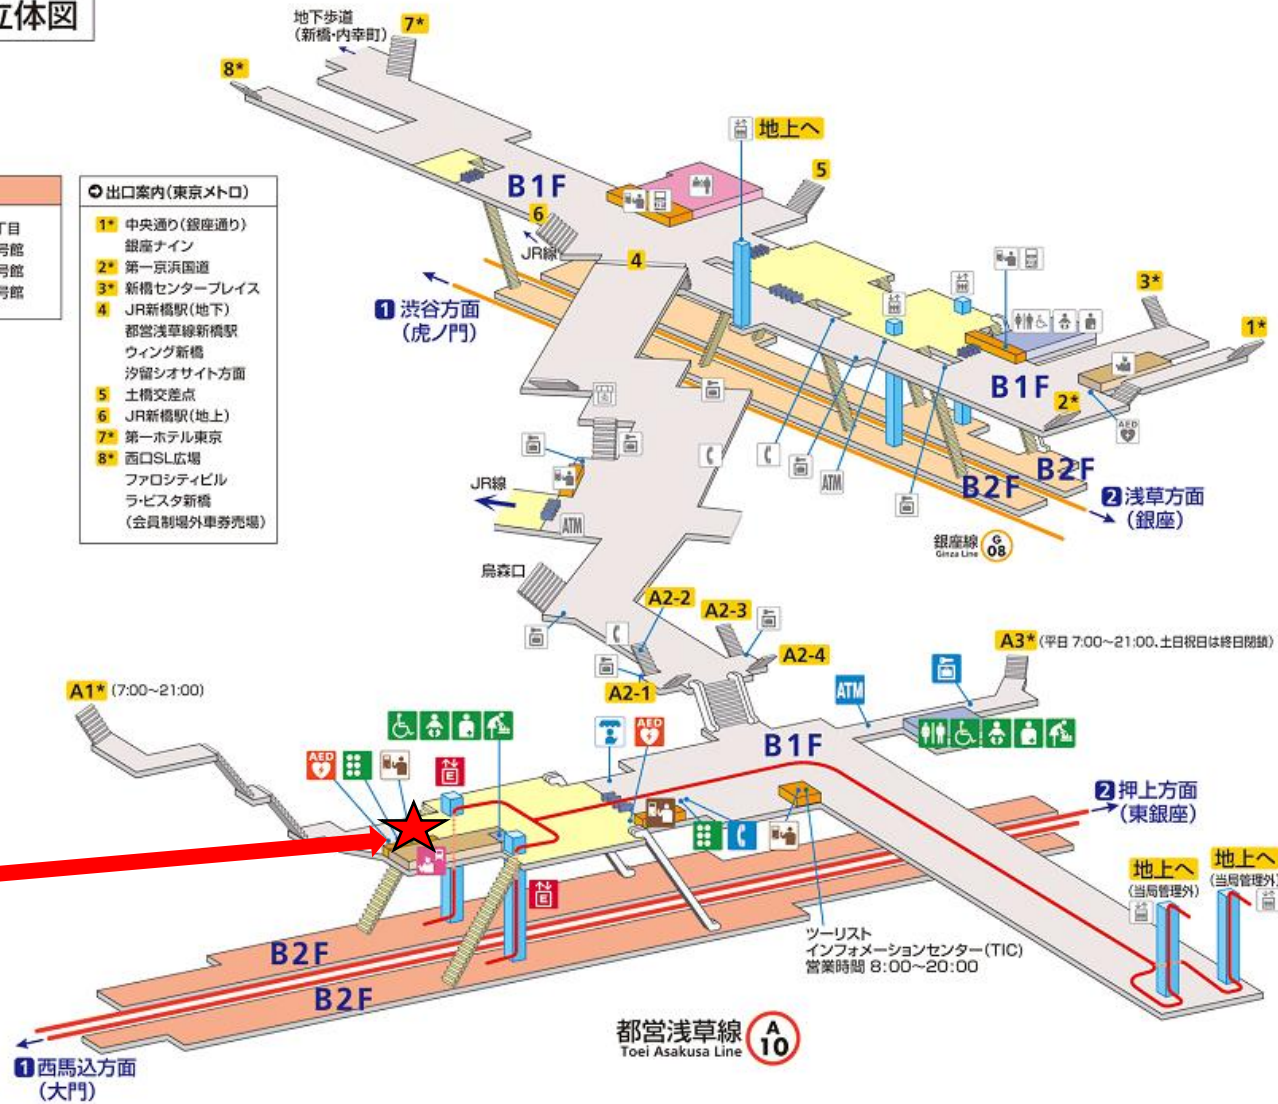 立体図
丁目
号館
号館
号館
出口案内(東京メトロ)
1* 中央通り(銀座通り)
銀座ナイン
2* 第一京浜国道
3* 新橋センタープレイス
4 JR新橋駅(地下)
都営浅草線新橋駅
ウィング新橋
汐留シオサイト方面
5 土橋交差点
6 JR新橋駅(地上)
7* 第一ホテル東京
8* 西口SL広場
ファロシティビル
ラ・ピスタ新橋
(会員制場外車券売場)
地下歩道
(新橋・内幸町)
7*
8*
地上へ
5
B1F
6
JR線
4
1 渋谷方面
(虎ノ門)
3*
1*
B1F
2*
AED
B2F
B2F
2 浅草方面
(銀座)
ATM
銀座線
Ginza Line
G
08
JR線
ATM
烏森口
A2-2
A2-3
A2-4
A2-1
A3* (平日 7:00〜21:00、土日祝日は終日閉鎖)
A1* (7:00〜21:00)
ATM
AED
AED
E
B1F
2 押上方面
(東銀座)
地上へ
(当局管理外)
地上へ
(当局管理外)
E
ツーリスト
インフォメーションセンター(TIC)
営業時間 8:00〜20:00
B2F
B2F
都営浅草線
Toei Asakusa Line
A
10
1 西馬込方面
(大門)